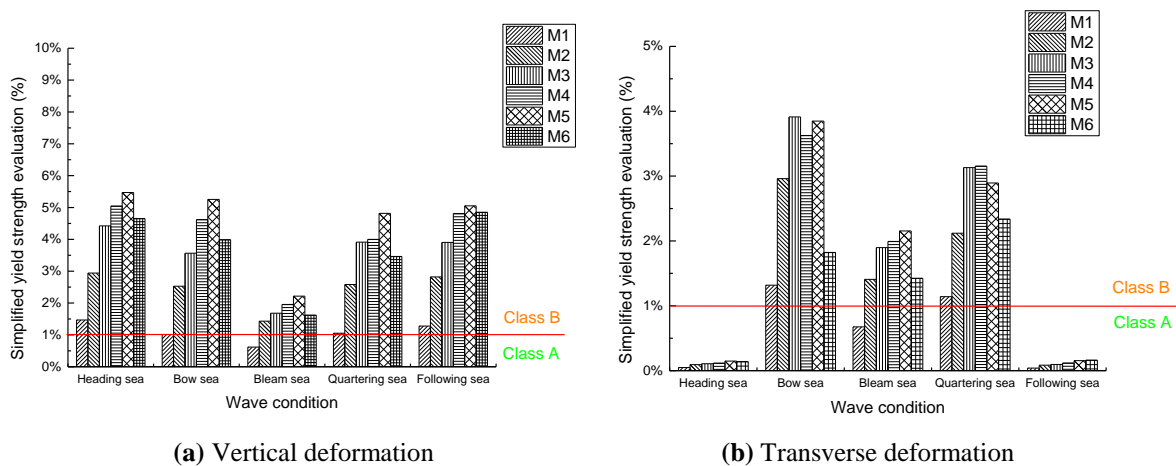 Simplified yield strength evaluation (%)
10%
9%
8%
7%
6%
5%
4%
3%
2%
1%
0%
M1
M2
M3
M4
M5
M6
Class B
Class A
Heading sea
Bow sea
Bleam sea
Quartering sea
Following sea
Wave condition
(a) Vertical deformation
Simplified yield strength evaluation (%)
5%
4%
3%
2%
1%
0%
M1
M2
M3
M4
M5
M6
Class B
Class A
Heading sea
Bow sea
Bleam sea
Quartering sea
Following sea
Wave condition
(b) Transverse deformation